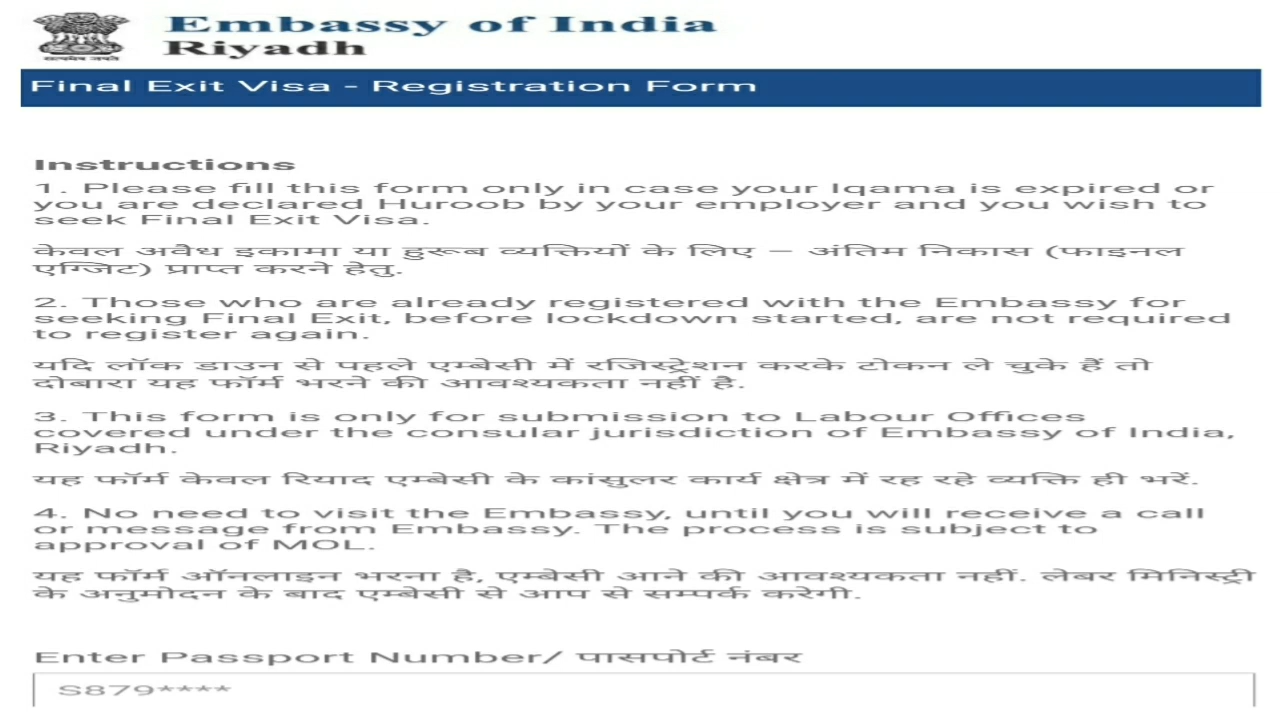 सत्यमेव जयते
Embassy of India
Riyadh
Final Exit Visa - Registration Form
Instructions
1. Please fill this form only in case your Iqama is expired or
you are declared Huroob by your employer and you wish to
seek Final Exit Visa.
केवल अवैध इकामा या हुरूब व्यक्तियों के लिए – अंतिम निकास (फाइनल
एग्जिट) प्राप्त करने हेतु.
2. Those who are already registered with the Embassy for
seeking Final Exit, before lockdown started, are not required
to register again.
यदि लॉक डाउन से पहले एम्बेसी में रजिस्ट्रेशन करके टोकन ले चुके हैं तो
दोबारा यह फॉर्म भरने की आवश्यकता नहीं है.
3. This form is only for submission to Labour Offices
covered under the consular jurisdiction of Embassy of India,
Riyadh.
यह फॉर्म केवल रियाद एम्बेसी के कांसुलर कार्य क्षेत्र में रह रहे व्यक्ति ही भरें.
4. No need to visit the Embassy, until you will receive a call
or message from Embassy. The process is subject to
approval of MOL.
यह फॉर्म ऑनलाइन भरना है, एम्बेसी आने की आवश्यकता नहीं. लेबर मिनिस्ट्री
के अनुमोदन के बाद एम्बेसी से आप से सम्पर्क करेगी.
Enter Passport Number/ पासपोर्ट नंबर
S879****